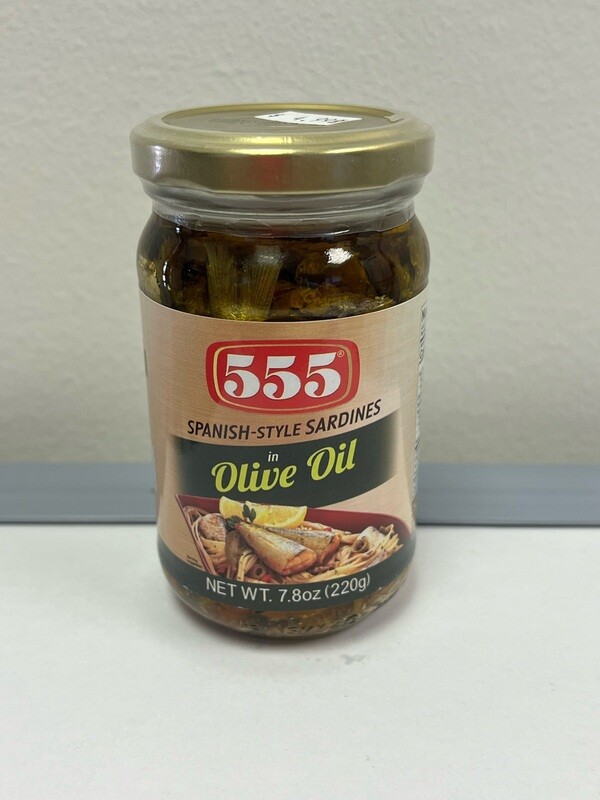 555®
SPANISH-STYLE SARDINES
in
Olive Oil
NET WT. 7.8oz (220g)